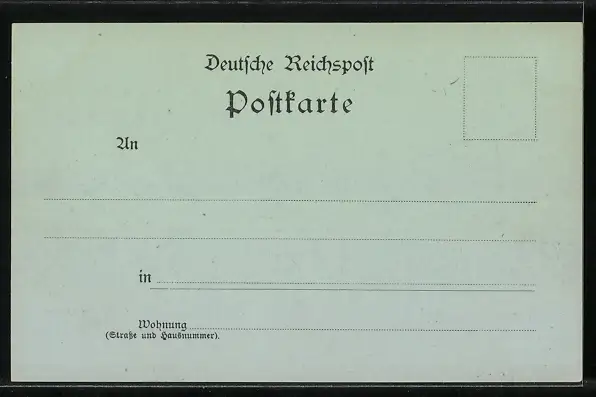 Deutſche Reichspoſt
Poſtkarte
An
in
Wohnung
(Straße und Hausnummer).